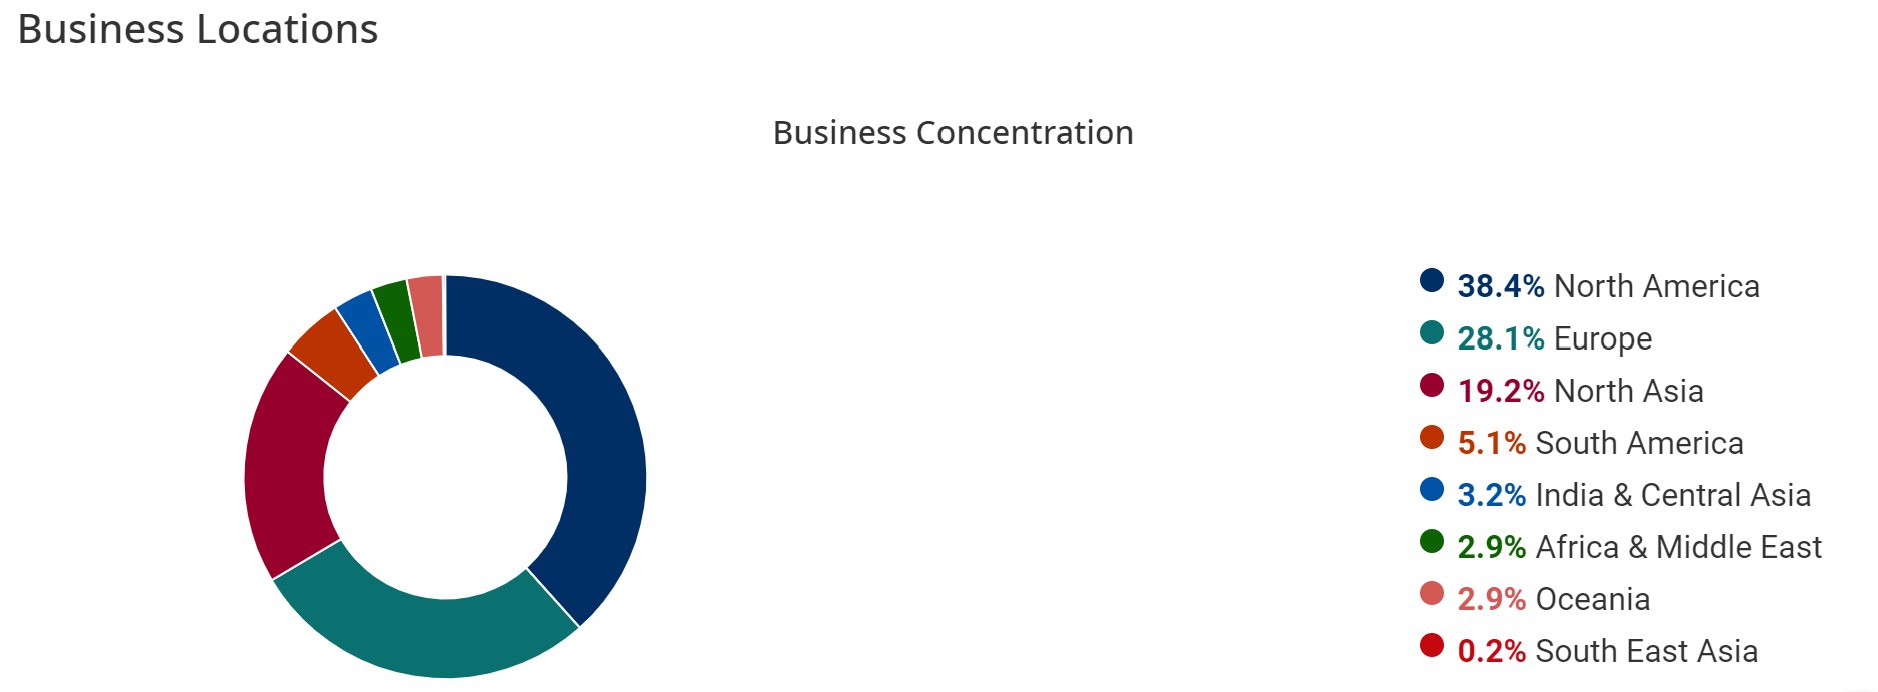 Business Locations
Business Concentration
38.4% North America
28.1% Europe
19.2% North Asia
5.1% South America
3.2% India & Central Asia
2.9% Africa & Middle East
2.9% Oceania
0.2% South East Asia